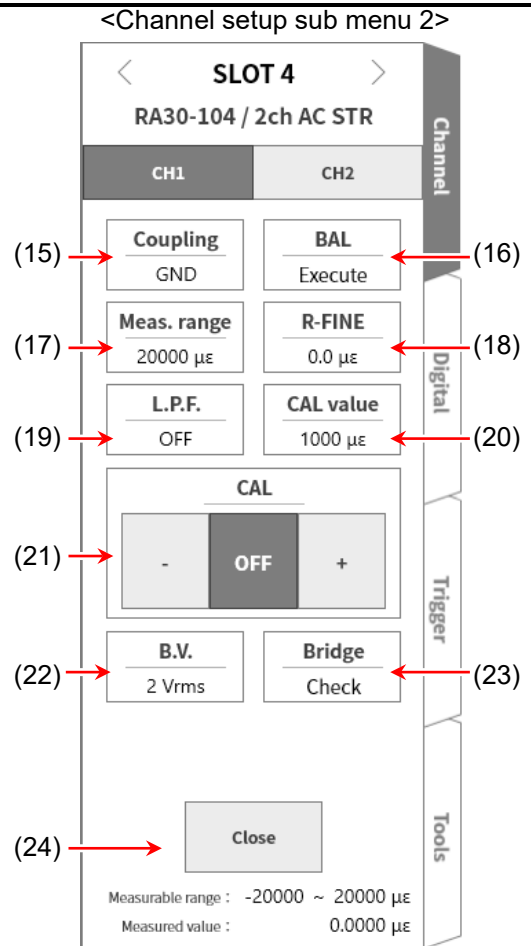 <Channel setup sub menu 2>
< SLOT 4 >
RA30-104 / 2ch AC STR
CH1 CH2
Channel
(15) Coupling GND
BAL Execute (16)
(17) Meas. range 20000 με
R-FINE 0.0 με (18)
Digital
(19) L.P.F. OFF
CAL value 1000 με (20)
CAL
(21) - OFF +
Trigger
(22) B.V. 2 Vrms
Bridge Check (23)
(24) Close
Tools
Measurable range : -20000 ~ 20000 με
Measured value : 0.0000 με